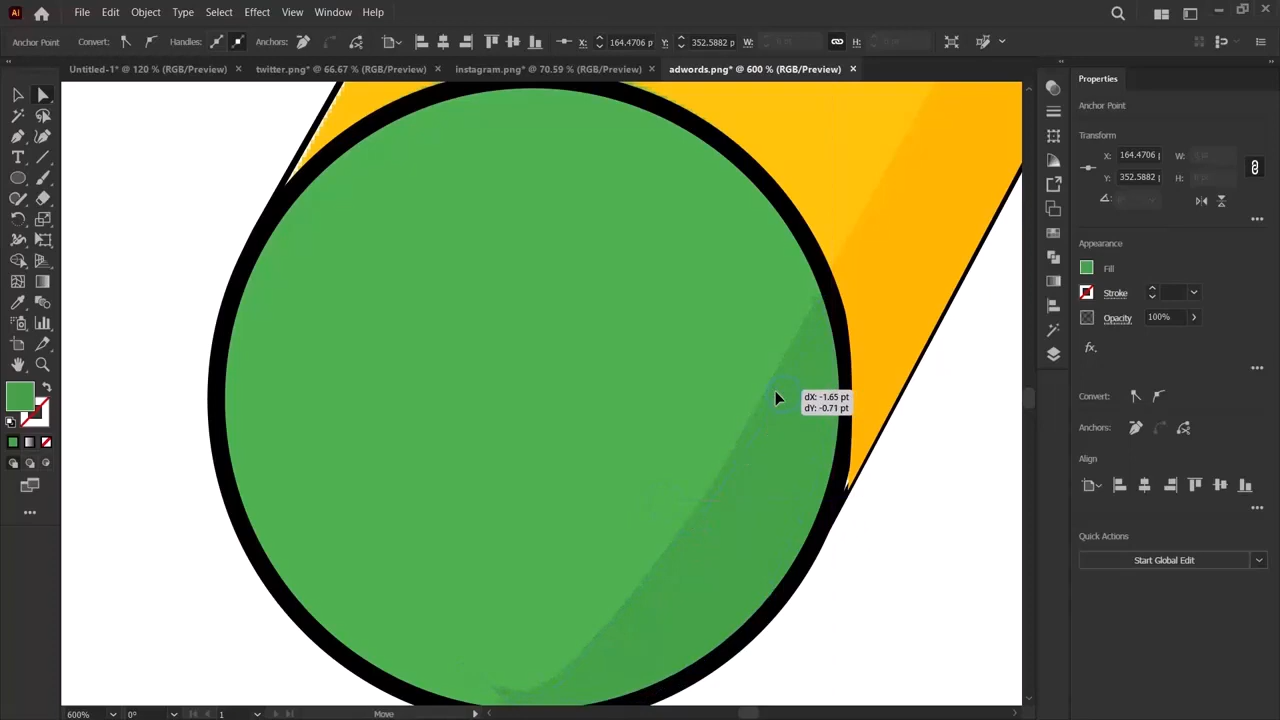 Ai File Edit Object Type Select Effect View Window Help
Anchor Point Convert: Handles: Anchors: X: 164.4706 p Y: 352.5882 p W: H:
Untitled-1* @ 120 % (RGB/Preview) × twitter.png* @ 66.67 % (RGB/Preview) × instagram.png* @ 70.59 % (RGB/Preview) × adwords.png* @ 600 % (RGB/Preview) ×
Properties
Anchor Point
Transform
X: 164.4706 p W:
Y: 352.5882 p H:
Appearance
Fill
Stroke
Opacity 100%
fx.
dX: -1.65 pt
dY: -0.71 pt
Convert:
Anchors:
Align
Quick Actions
Start Global Edit
600% 0° 1 Move